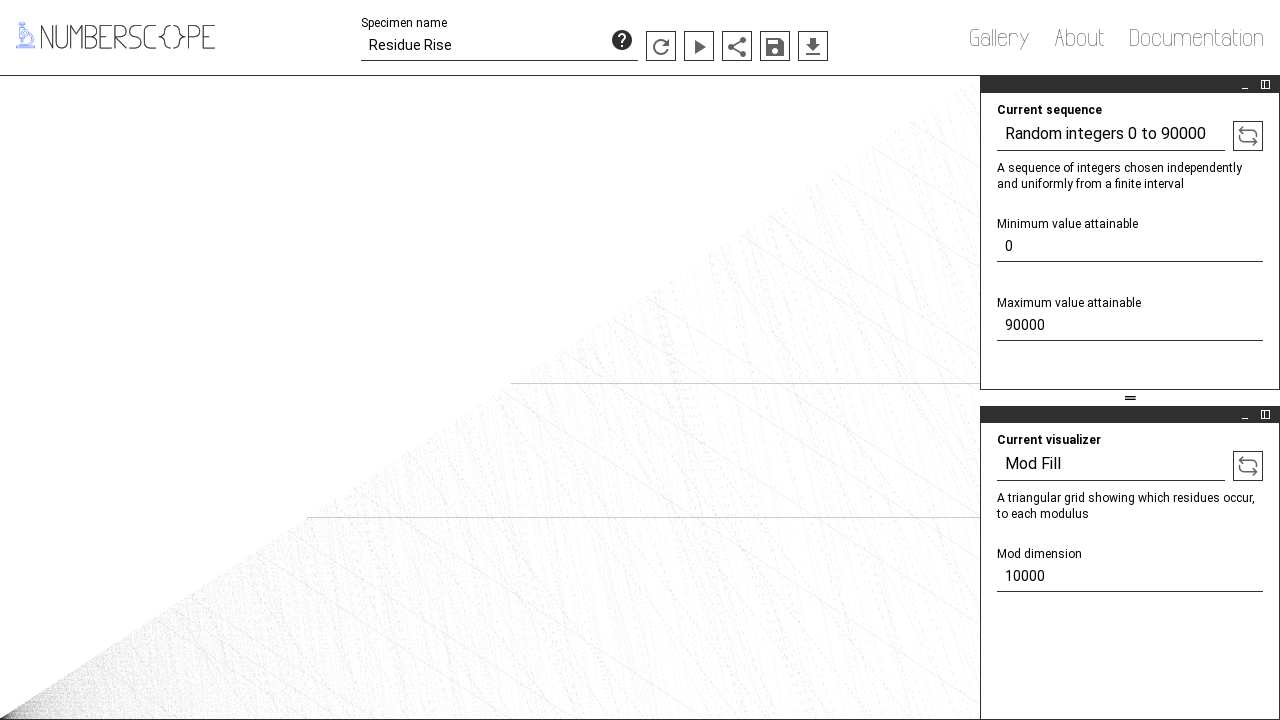 NUMBERSC{}PE
Specimen name
Residue Rise
Gallery About Documentation
Current sequence
Random integers 0 to 90000
A sequence of integers chosen independently
and uniformly from a finite interval
Minimum value attainable
0
Maximum value attainable
90000
Current visualizer
Mod Fill
A triangular grid showing which residues occur,
to each modulus
Mod dimension
10000